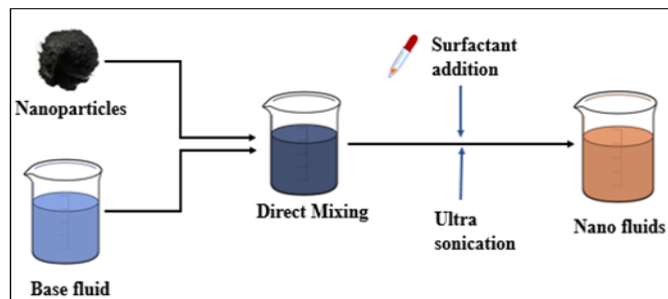 Nanoparticles
Base fluid
Direct Mixing
Surfactant
addition
Ultra
sonication
Nano fluids